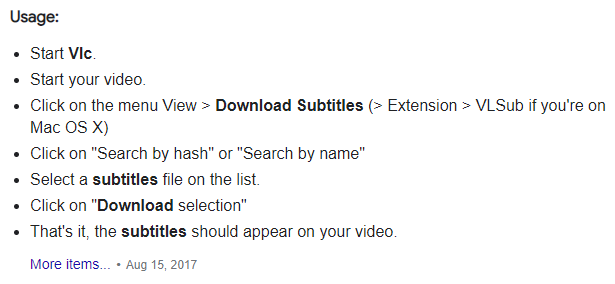 Usage:
• Start Vlc.
• Start your video.
• Click on the menu View > Download Subtitles (> Extension > VLSub if you're on
Mac OS X)
• Click on "Search by hash" or "Search by name"
• Select a subtitles file on the list.
• Click on "Download selection"
• That's it, the subtitles should appear on your video.
More items... • Aug 15, 2017